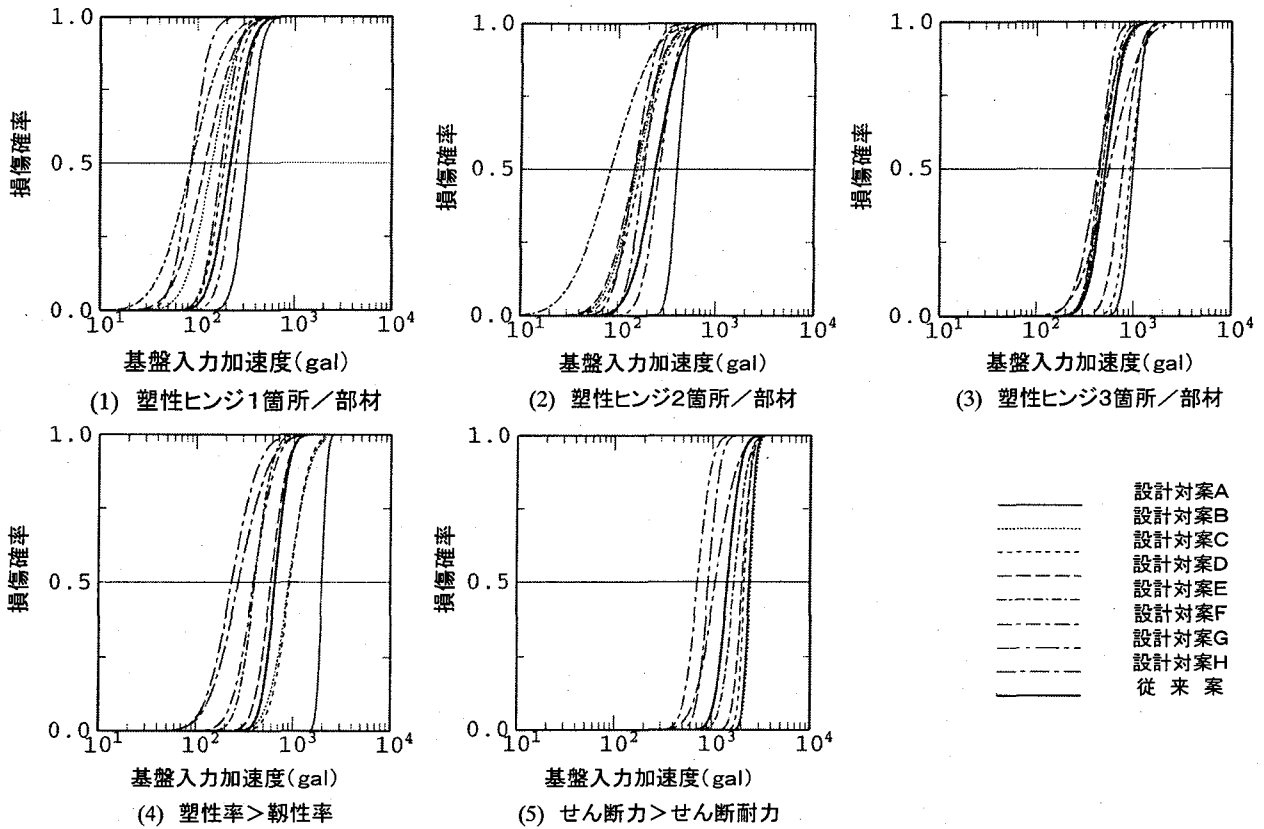 1.0
0.5
0.0
損傷確率
10¹ 10² 10³ 10⁴
基盤入力加速度(gal)
(1) 塑性ヒンジ1箇所／部材
1.0
0.5
0.0
損傷確率
10¹ 10² 10³ 10⁴
基盤入力加速度(gal)
(2) 塑性ヒンジ2箇所／部材
1.0
0.5
0.0
損傷確率
10¹ 10² 10³ 10⁴
基盤入力加速度(gal)
(3) 塑性ヒンジ3箇所／部材
1.0
0.5
0.0
損傷確率
10¹ 10² 10³ 10⁴
基盤入力加速度(gal)
(4) 塑性率＞靱性率
1.0
0.5
0.0
損傷確率
10¹ 10² 10³ 10⁴
基盤入力加速度(gal)
(5) せん断力＞せん断耐力
設計対案A
設計対案B
設計対案C
設計対案D
設計対案E
設計対案F
設計対案G
設計対案H
従来案